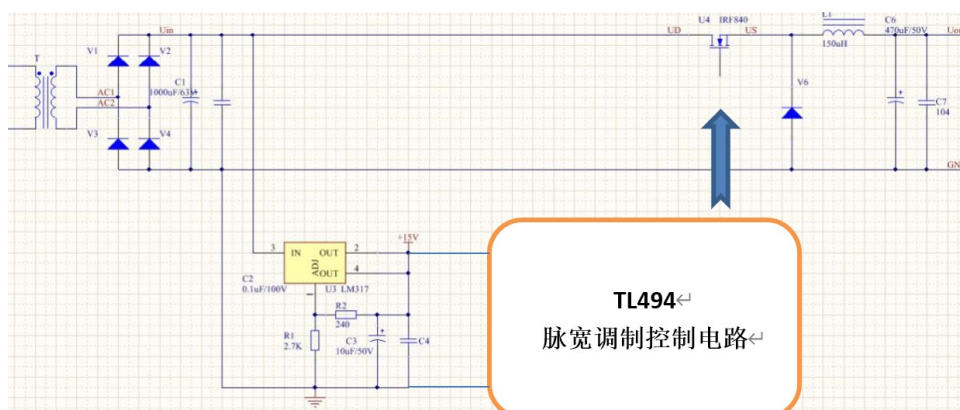 U4 IRF840
L1
C6
470uF/50V
Uin
UD
US
150uH
V1
V2
T
C1
1000uF/63V
AC1
AC2
V6
C7
104
V3
V4
GN
+15V
3
IN
OUT
2
ADJ
OUT
4
C2
0.1uF/100V
1
U3 LM317
R2
240
R1
2.7K
C3
10uF/50V
C4
TL494↵
脉宽调制控制电路↵